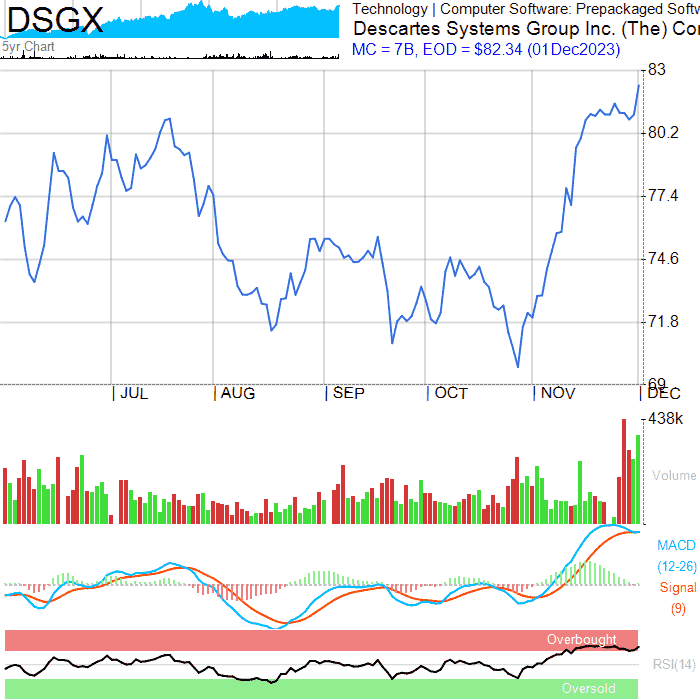 DSGX
5yr Chart
Technology | Computer Software: Prepackaged Softw
Descartes Systems Group Inc. (The) Con
MC = 7B, EOD = $82.34 (01Dec2023)
83
80.2
77.4
74.6
71.8
69
JUL AUG SEP OCT NOV DEC
438k
Volume
MACD
(12-26)
Signal
(9)
Overbought
RSI(14)
Oversold